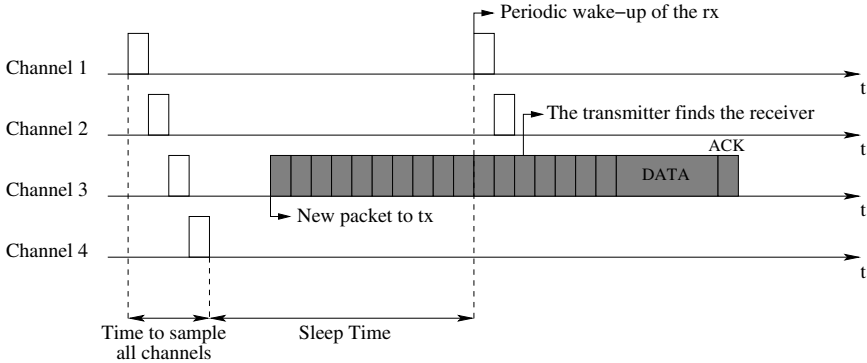 Periodic wake-up of the rx
Channel 1
t
Channel 2
The transmitter finds the receiver
t
ACK
Channel 3
DATA
t
New packet to tx
Channel 4
t
Time to sample
all channels
Sleep Time